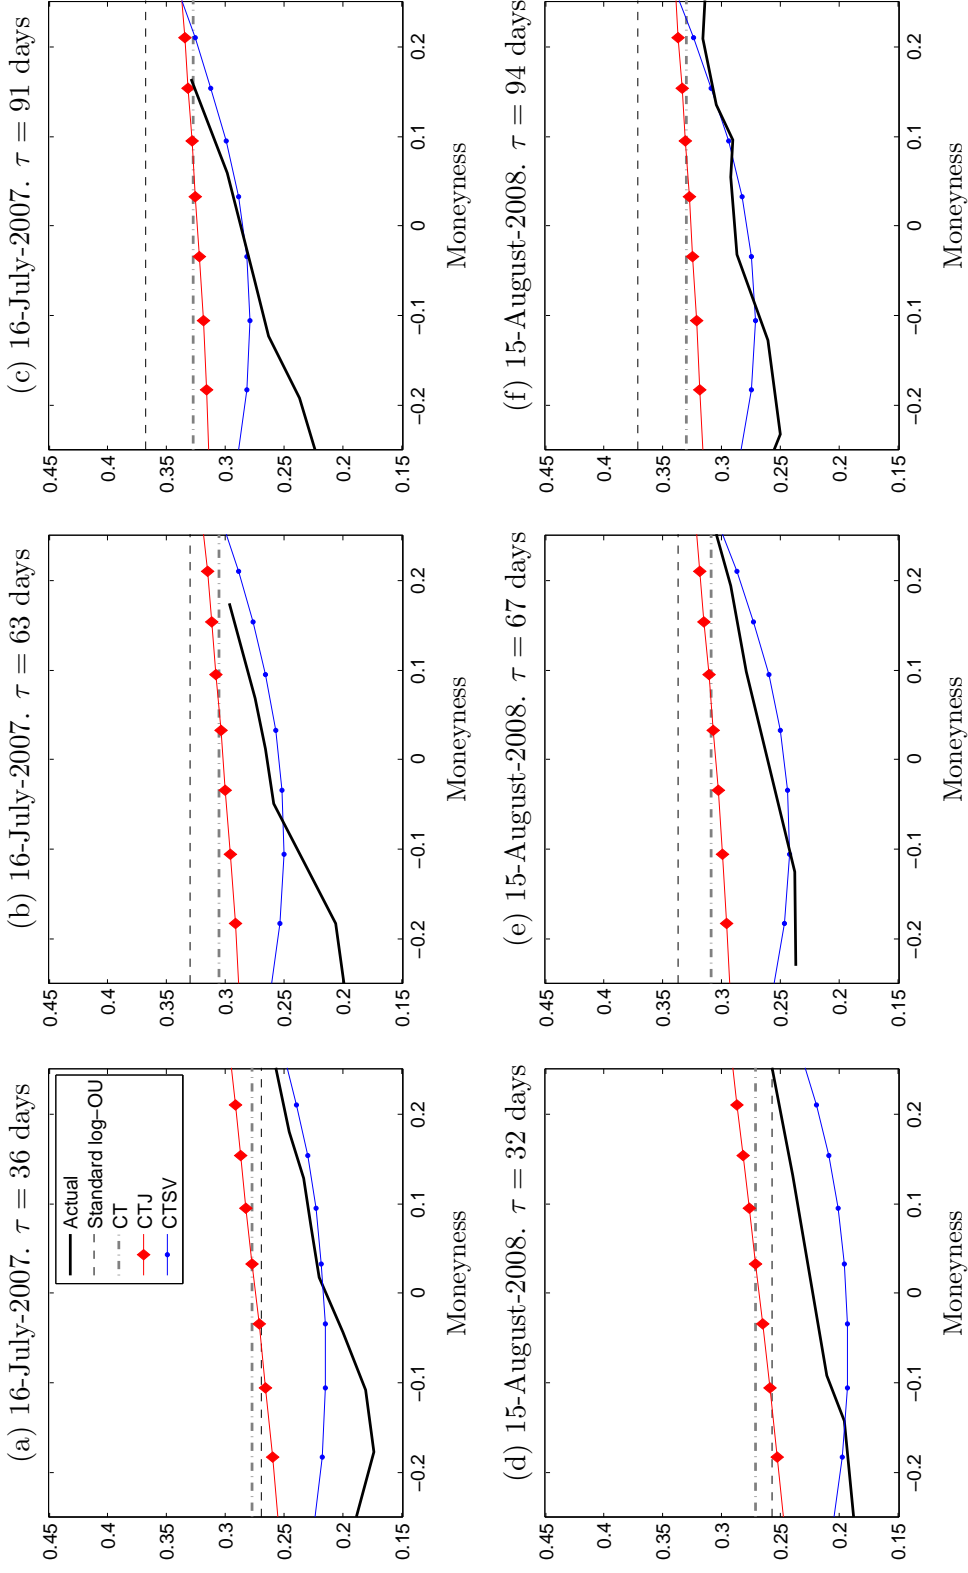 (a) 16-July-2007. τ = 36 days
0.45
0.4
0.35
0.3
0.25
0.2
0.15
Actual
Standard log−OU
CT
CTJ
CTSV
−0.2 −0.1 0 0.1 0.2
Moneyness
(b) 16-July-2007. τ = 63 days
0.45
0.4
0.35
0.3
0.25
0.2
0.15
−0.2 −0.1 0 0.1 0.2
Moneyness
(c) 16-July-2007. τ = 91 days
0.45
0.4
0.35
0.3
0.25
0.2
0.15
−0.2 −0.1 0 0.1 0.2
Moneyness
(d) 15-August-2008. τ = 32 days
0.45
0.4
0.35
0.3
0.25
0.2
0.15
−0.2 −0.1 0 0.1 0.2
Moneyness
(e) 15-August-2008. τ = 67 days
0.45
0.4
0.35
0.3
0.25
0.2
0.15
−0.2 −0.1 0 0.1 0.2
Moneyness
(f) 15-August-2008. τ = 94 days
0.45
0.4
0.35
0.3
0.25
0.2
0.15
−0.2 −0.1 0 0.1 0.2
Moneyness